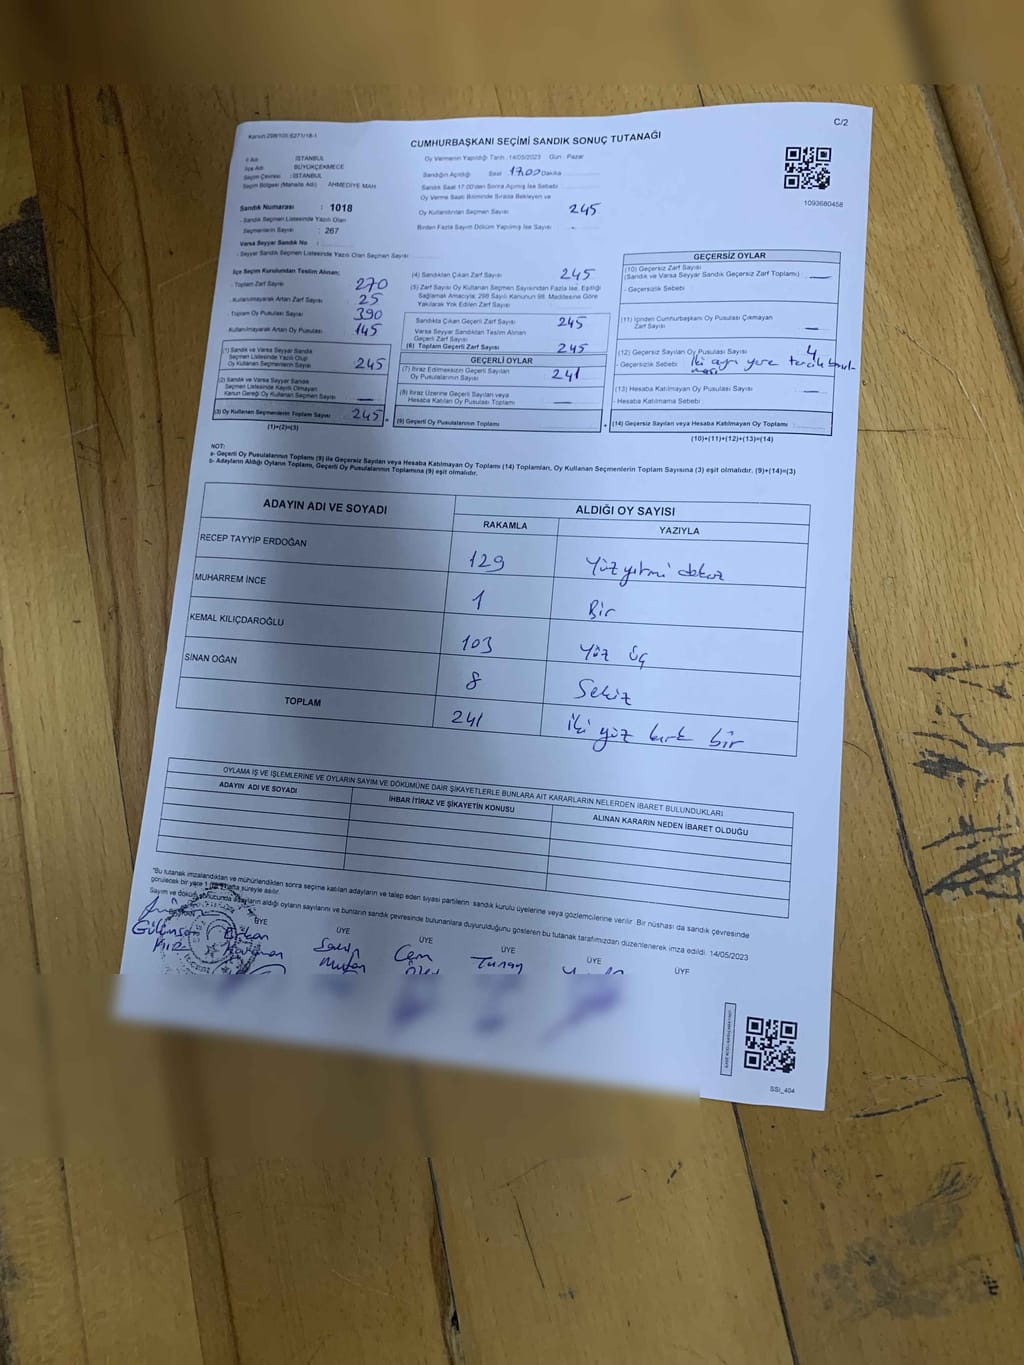 Kanun:298/105;6271/18-1
C/2
CUMHURBAŞKANI SEÇİMİ SANDIK SONUÇ TUTANAĞI
İl Adı : İSTANBUL
İlçe Adı : BÜYÜKÇEKMECE
Seçim Çevresi : İSTANBUL
Seçim Bölgesi (Mahalle Adı) AHMEDİYE MAH.
Sandık Numarası : 1018
- Sandık Seçmen Listesinde Yazılı Olan
Seçmenlerin Sayısı : 267
Varsa Seyyar Sandık No :
- Seyyar Sandık Seçmen Listesinde Yazılı Olan Seçmen Sayısı
Oy Vermenin Yapıldığı Tarih : 14/05/2023 Gün : Pazar
Sandığın Açıldığı Saat 17.00 Dakika
Sandık Saat 17.00'den Sonra Açılmış İse Sebebi
Oy Verme Saati Bitiminde Sırada Bekleyen ve
Oy Kullandırılan Seçmen Sayısı 245
Birden Fazla Sayım Döküm Yapılmış İse Sayısı -
1093680458
İlçe Seçim Kurulundan Teslim Alınan;
- Toplam Zarf Sayısı 270
- Kullanılmayarak Artan Zarf Sayısı 25
- Toplam Oy Pusulası Sayısı 390
Kullanılmayarak Artan Oy Pusulası 145
(1) Sandık ve Varsa Seyyar Sandık
Seçmen Listesinde Yazılı Olup
Oy Kullanan Seçmenlerin Sayısı 245
(2) Sandık ve Varsa Seyyar Sandık
Seçmen Listesinde Kayıtlı Olmayan
Kanun Gereği Oy Kullanan Seçmen Sayısı —
(3) Oy Kullanan Seçmenlerin Toplam Sayısı 245
(1)+(2)=(3)
(4) Sandıktan Çıkan Zarf Sayısı 245
(5) Zarf Sayısı Oy Kullanan Seçmen Sayısından Fazla İse, Eşitliği
Sağlamak Amacıyla; 298 Sayılı Kanunun 98. Maddesine Göre
Yakılarak Yok Edilen Zarf Sayısı
Sandıkta Çıkan Geçerli Zarf Sayısı 245
Varsa Seyyar Sandıktan Teslim Alınan
Geçerli Zarf Sayısı
(6) Toplam Geçerli Zarf Sayısı 245
GEÇERLİ OYLAR
(7) İtiraz Edilmeksizin Geçerli Sayılan
Oy Pusulalarının Sayısı 241
(8) İtiraz Üzerine Geçerli Sayılan veya
Hesaba Katılan Oy Pusulası Toplamı —
(9) Geçerli Oy Pusulalarının Toplamı
GEÇERSİZ OYLAR
(10) Geçersiz Zarf Sayısı
(Sandık ve Varsa Seyyar Sandık Geçersiz Zarf Toplamı) —
- Geçersizlik Sebebi :
(11) İçinden Cumhurbaşkanı Oy Pusulası Çıkmayan
Zarf Sayısı —
(12) Geçersiz Sayılan Oy Pusulası Sayısı 4
- Geçersizlik Sebebi : İki ayrı yere tercih
(13) Hesaba Katılmayan Oy Pusulası Sayısı —
- Hesaba Katılmama Sebebi :
(14) Geçersiz Sayılan veya Hesaba Katılmayan Oy Toplamı
(10)+(11)+(12)+(13)=(14)
NOT:
a- Geçerli Oy Pusulalarının Toplamı (9) ile Geçersiz Sayılan veya Hesaba Katılmayan Oy Toplamı (14) Toplamları, Oy Kullanan Seçmenlerin Toplam Sayısına (3) eşit olmalıdır. (9)+(14)=(3)
b- Adayların Aldığı Oyların Toplamı, Geçerli Oy Pusulalarının Toplamına (9) eşit olmalıdır.
ADAYIN ADI VE SOYADI ALDIĞI OY SAYISI
RAKAMLA YAZIYLA
RECEP TAYYİP ERDOĞAN 129 Yüz yirmi dokuz
MUHARREM İNCE 1 Bir
KEMAL KILIÇDAROĞLU 103 Yüz üç
SİNAN OĞAN 8 Sekiz
TOPLAM 241 İki yüz kırk bir
OYLAMA İŞ VE İŞLEMLERİNE VE OYLARIN SAYIM VE DÖKÜMÜNE DAİR ŞİKAYETLERLE BUNLARA AİT KARARLARIN NELERDEN İBARET BULUNDUKLARI
ADAYIN ADI VE SOYADI İHBAR İTİRAZ VE ŞİKAYETİN KONUSU ALINAN KARARIN NEDEN İBARET OLDUĞU
"Bu tutanak imzalandıktan ve mühürlendikten sonra seçime katılan adayların ve talep eden siyasi partilerin sandık kurulu üyelerine veya gözlemcilerine verilir. Bir nüshası da sandık çevresinde
görülecek bir yere 1 hafta süreyle asılır.
Sayım ve döküm sonucunda adayların aldığı oyların sayılarını ve bunların sandık çevresinde bulunanlara duyurulduğunu gösteren bu tutanak tarafımızdan düzenlenerek imza edildi. 14/05/2023
ÜYE ÜYE ÜYE ÜYE ÜYE ÜYE
Cem Tunay
SSİ_404